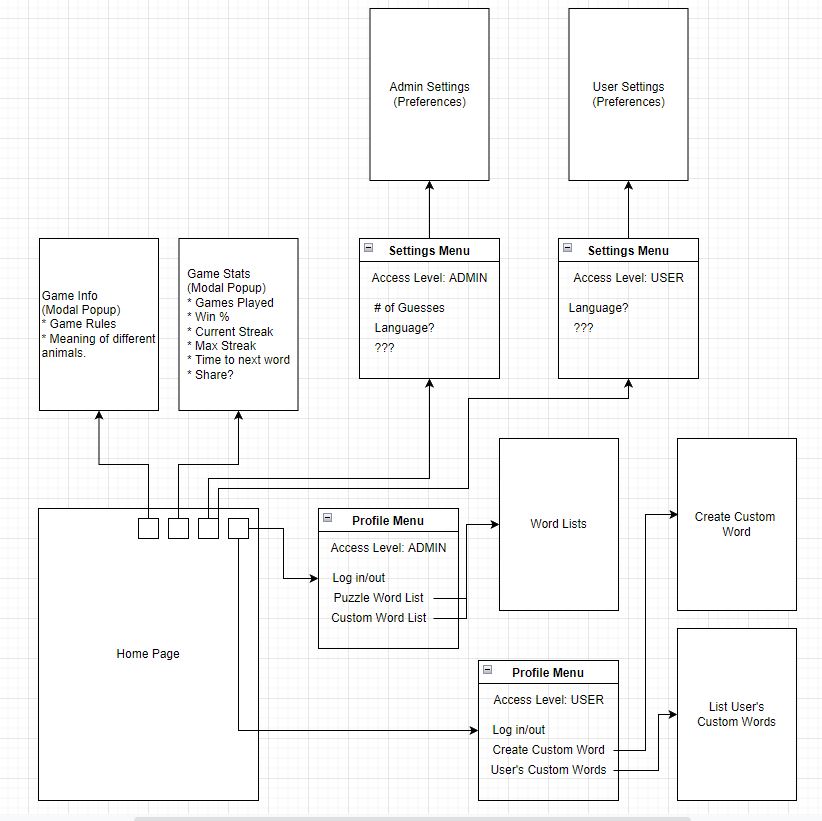 Admin Settings
(Preferences)
User Settings
(Preferences)
Game Info
(Modal Popup)
* Game Rules
* Meaning of different
animals.
Game Stats
(Modal Popup)
* Games Played
* Win %
* Current Streak
* Max Streak
* Time to next word
* Share?
Settings Menu
Access Level: ADMIN
# of Guesses
Language?
???
Settings Menu
Access Level: USER
Language?
???
Home Page
Profile Menu
Access Level: ADMIN
Log in/out
Puzzle Word List
Custom Word List
Word Lists
Create Custom
Word
Profile Menu
Access Level: USER
Log in/out
Create Custom Word
User's Custom Words
List User's
Custom Words